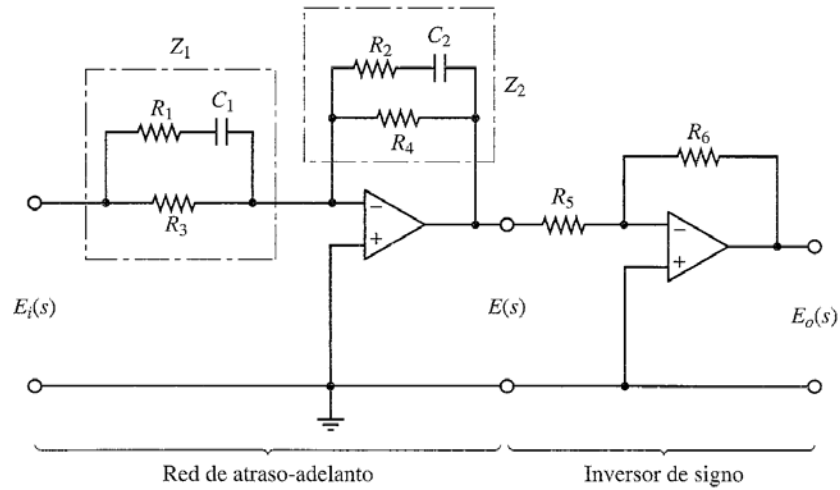 Z₁
R₁
C₁
R₃
R₂
C₂
Z₂
R₄
R₅
R₆
−
+
−
+
Eᵢ(s)
E(s)
Eₒ(s)
Red de atraso-adelanto
Inversor de signo